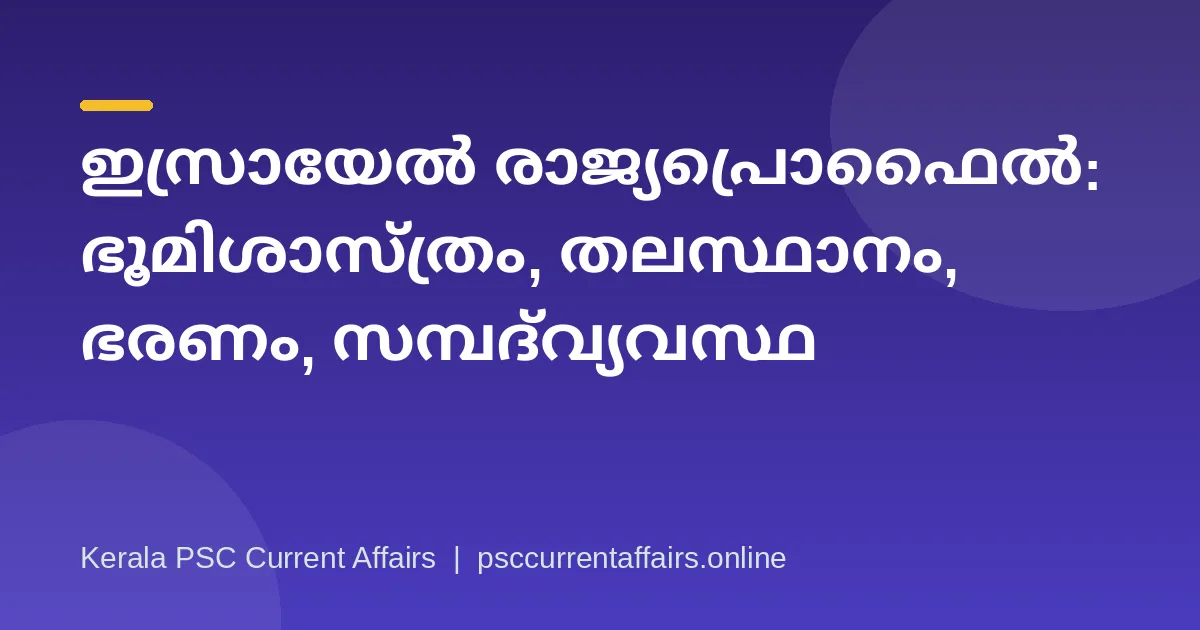 ഇസ്രായേൽ രാജ്യപ്രൊഫൈൽ:
ഭൂമിശാസ്ത്രം, തലസ്ഥാനം,
ഭരണം, സമ്പദ്‌വ്യവസ്ഥ
Kerala PSC Current Affairs | psccurrentaffairs.online